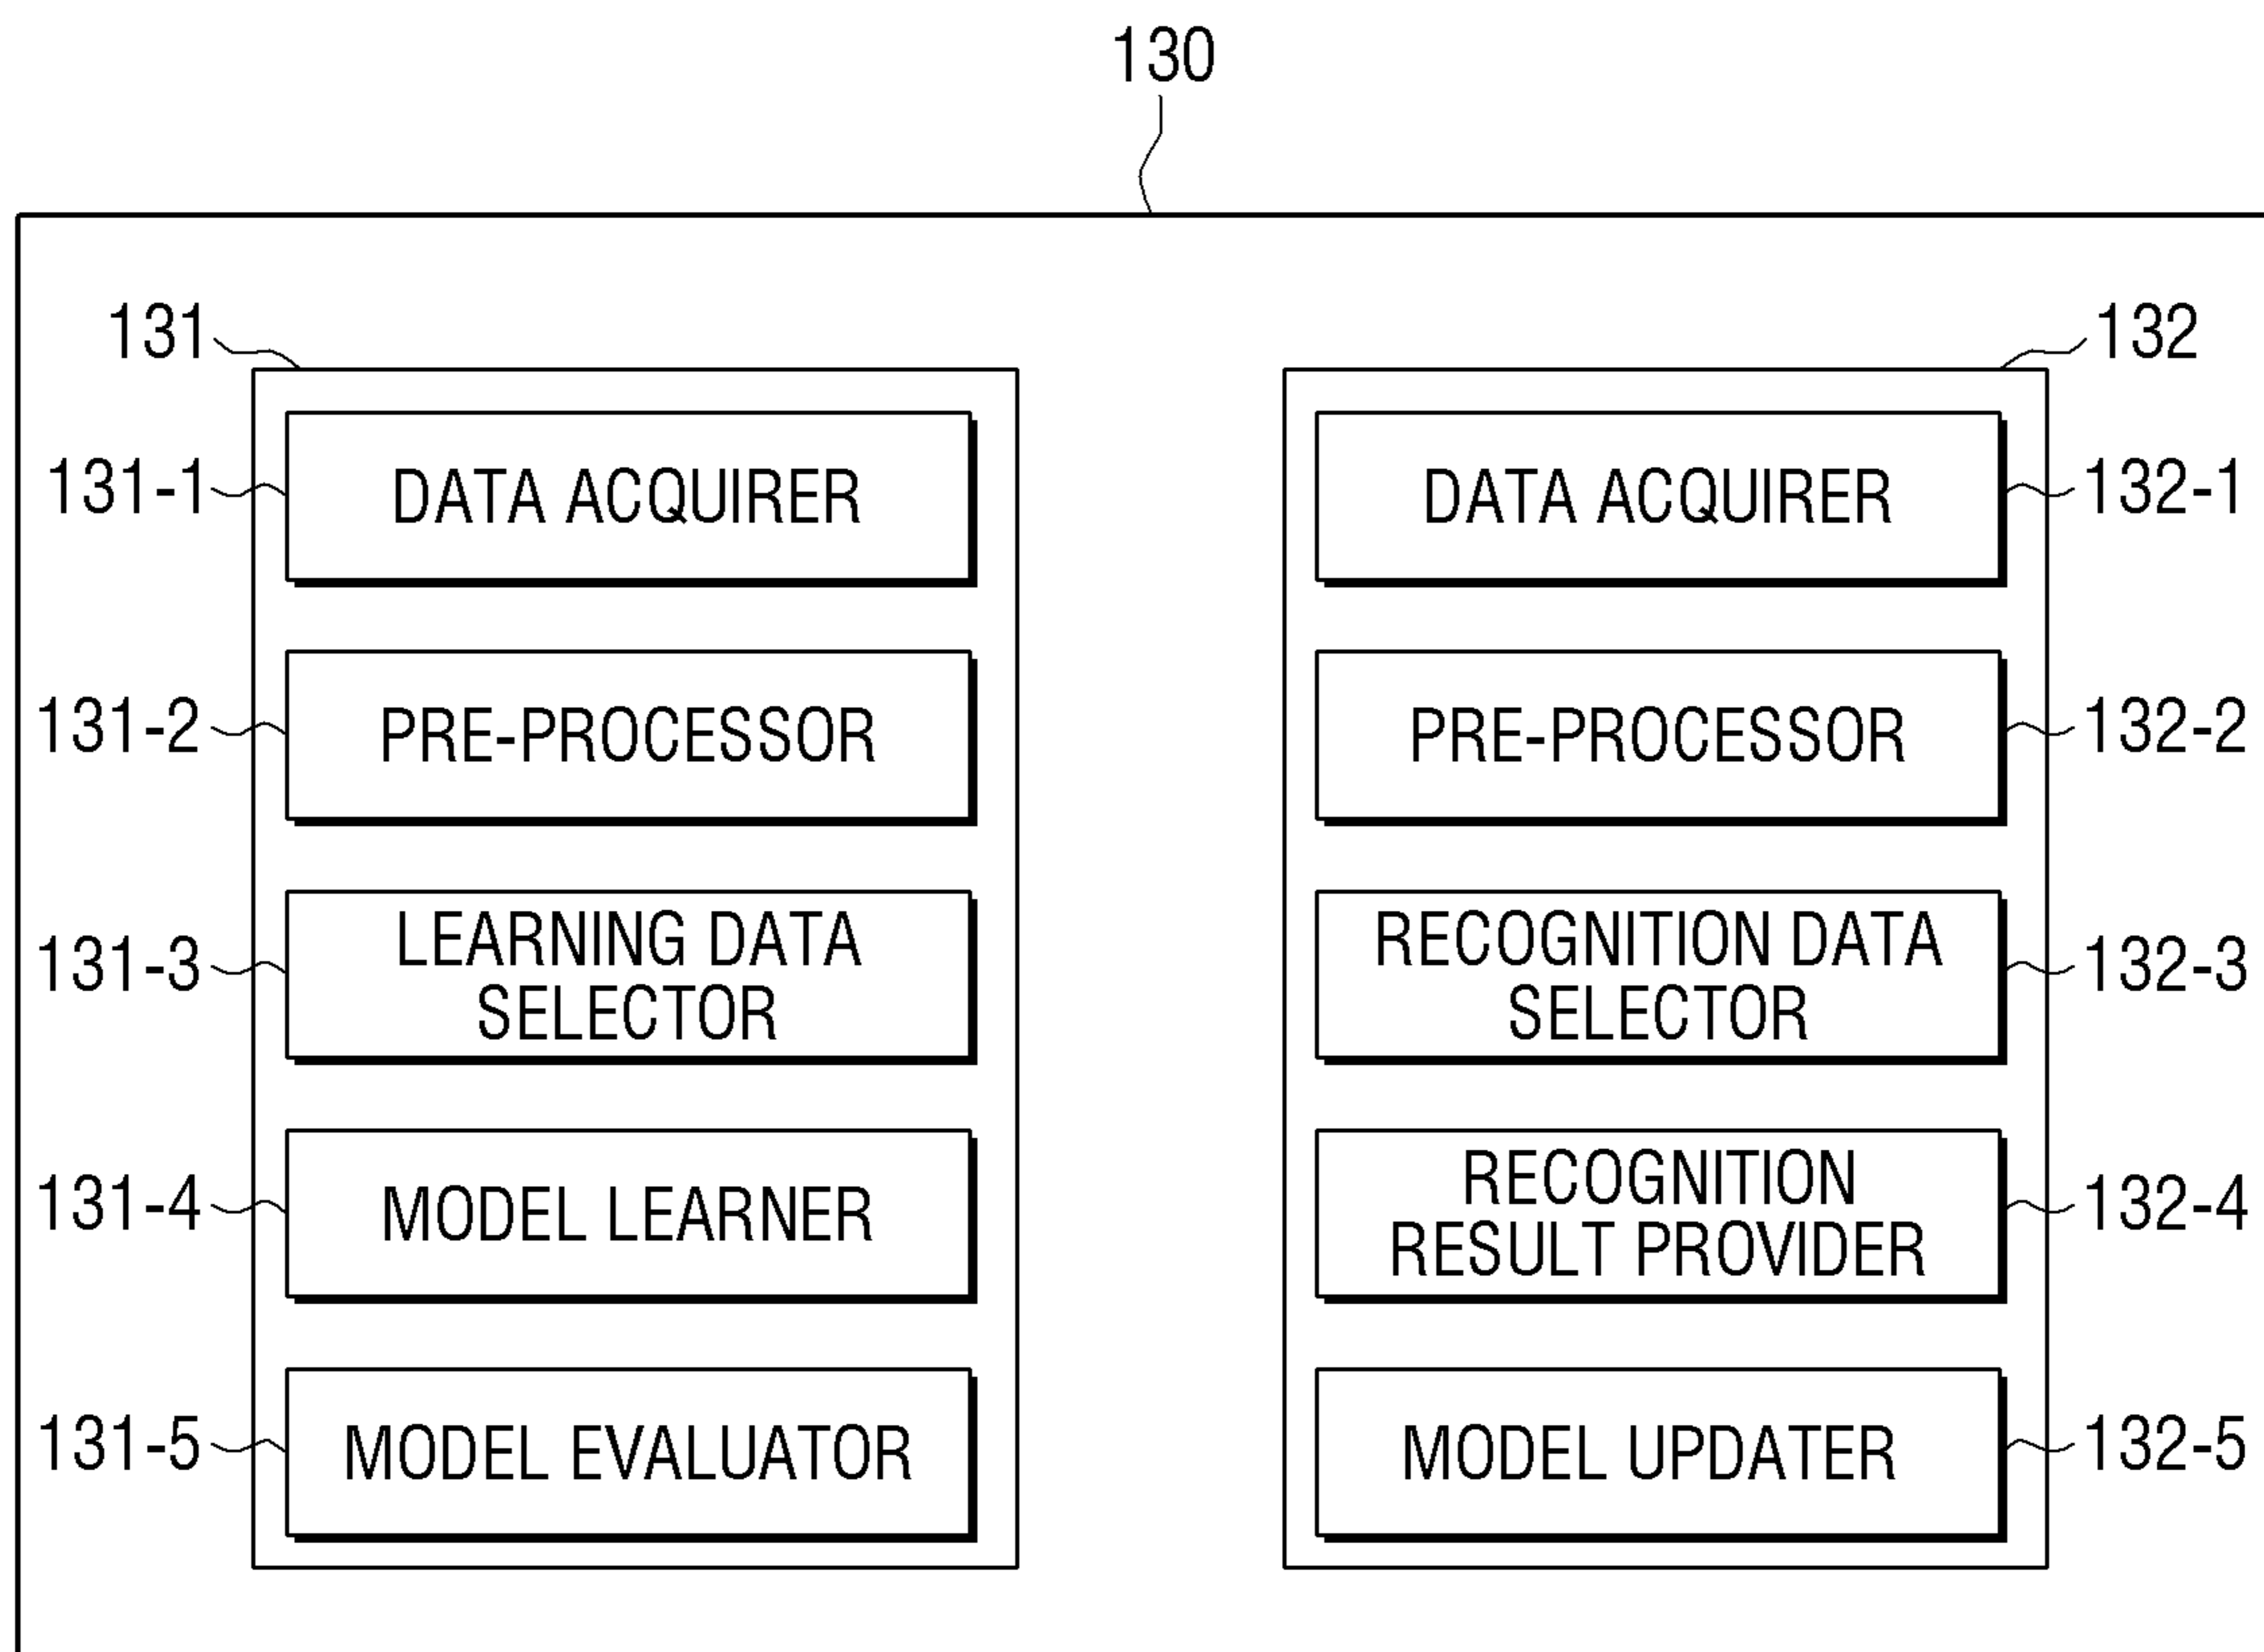 130
131
132
131-1
DATA ACQUIRER
DATA ACQUIRER
132-1
131-2
PRE-PROCESSOR
PRE-PROCESSOR
132-2
131-3
LEARNING DATA
SELECTOR
RECOGNITION DATA
SELECTOR
132-3
131-4
MODEL LEARNER
RECOGNITION
RESULT PROVIDER
132-4
131-5
MODEL EVALUATOR
MODEL UPDATER
132-5